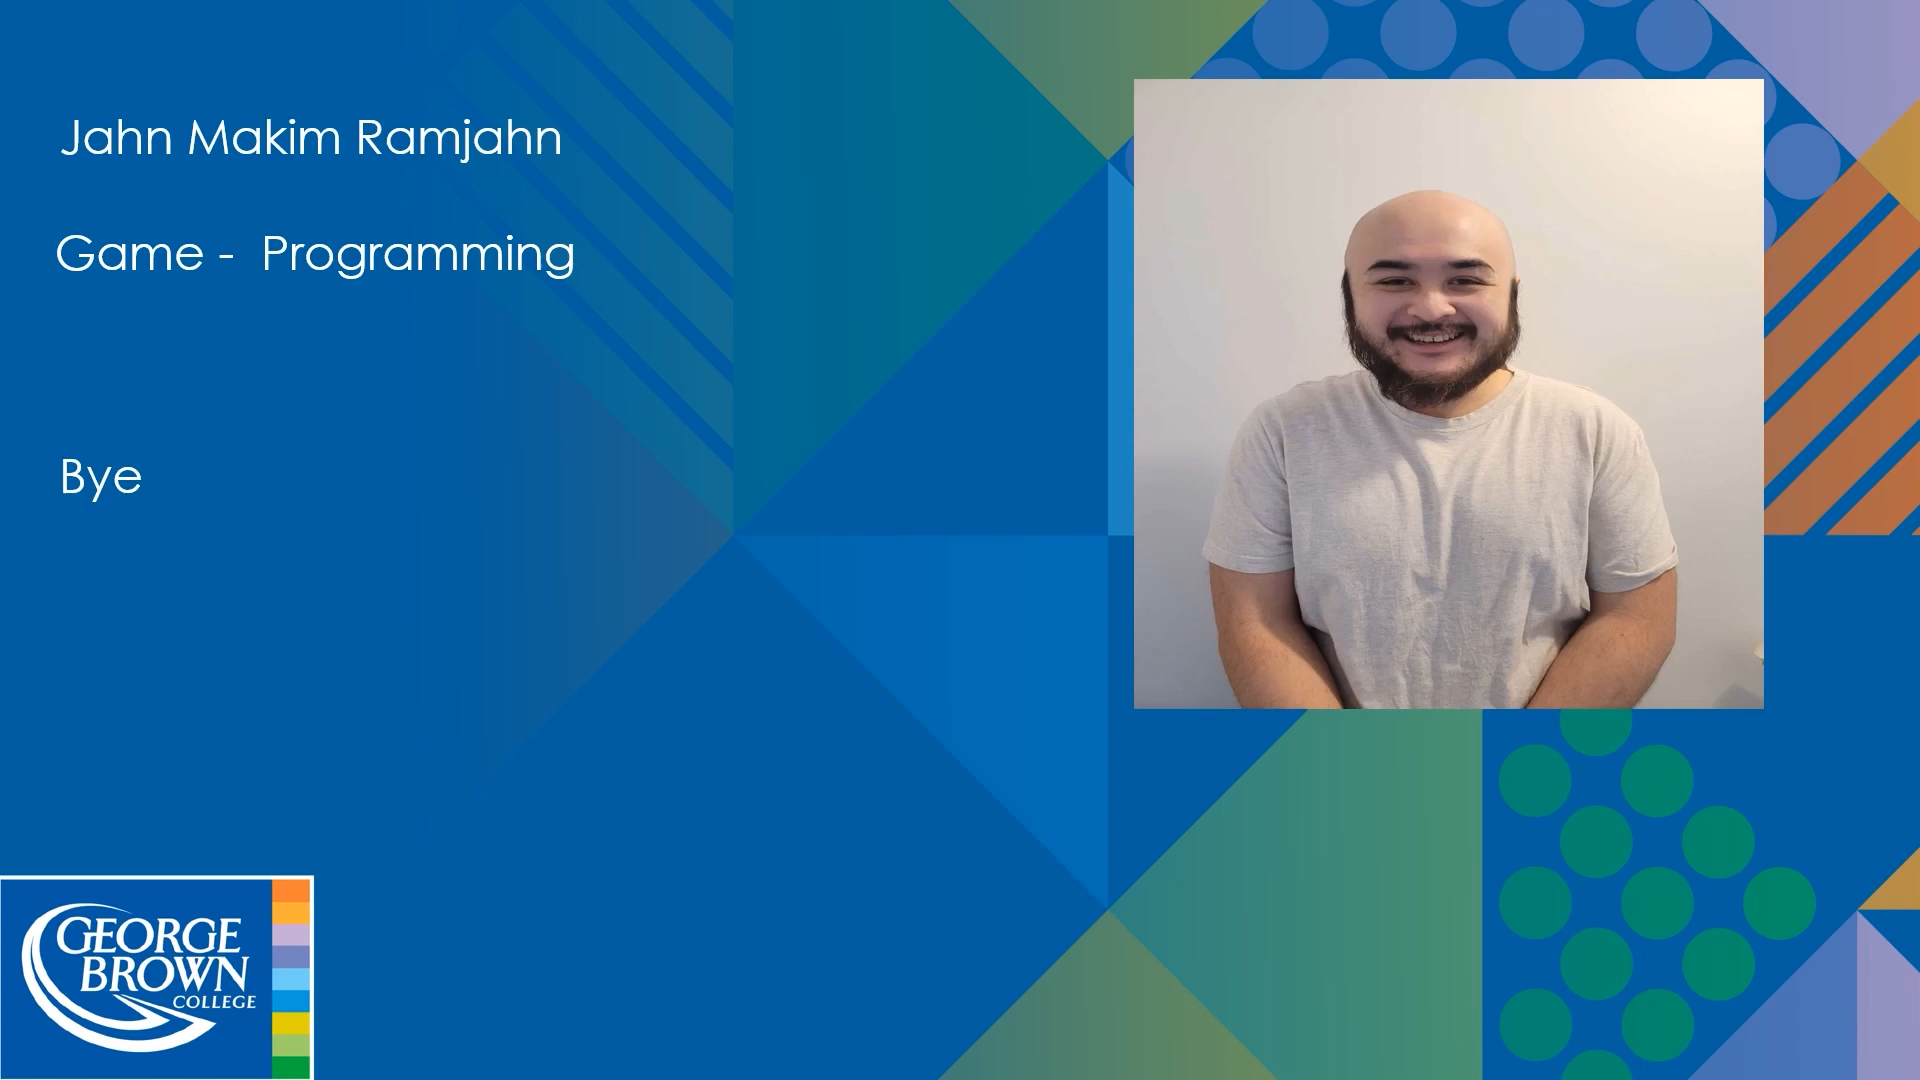 Jahn Makim Ramjahn
Game -  Programming
Bye
GEORGE
BROWN
COLLEGE